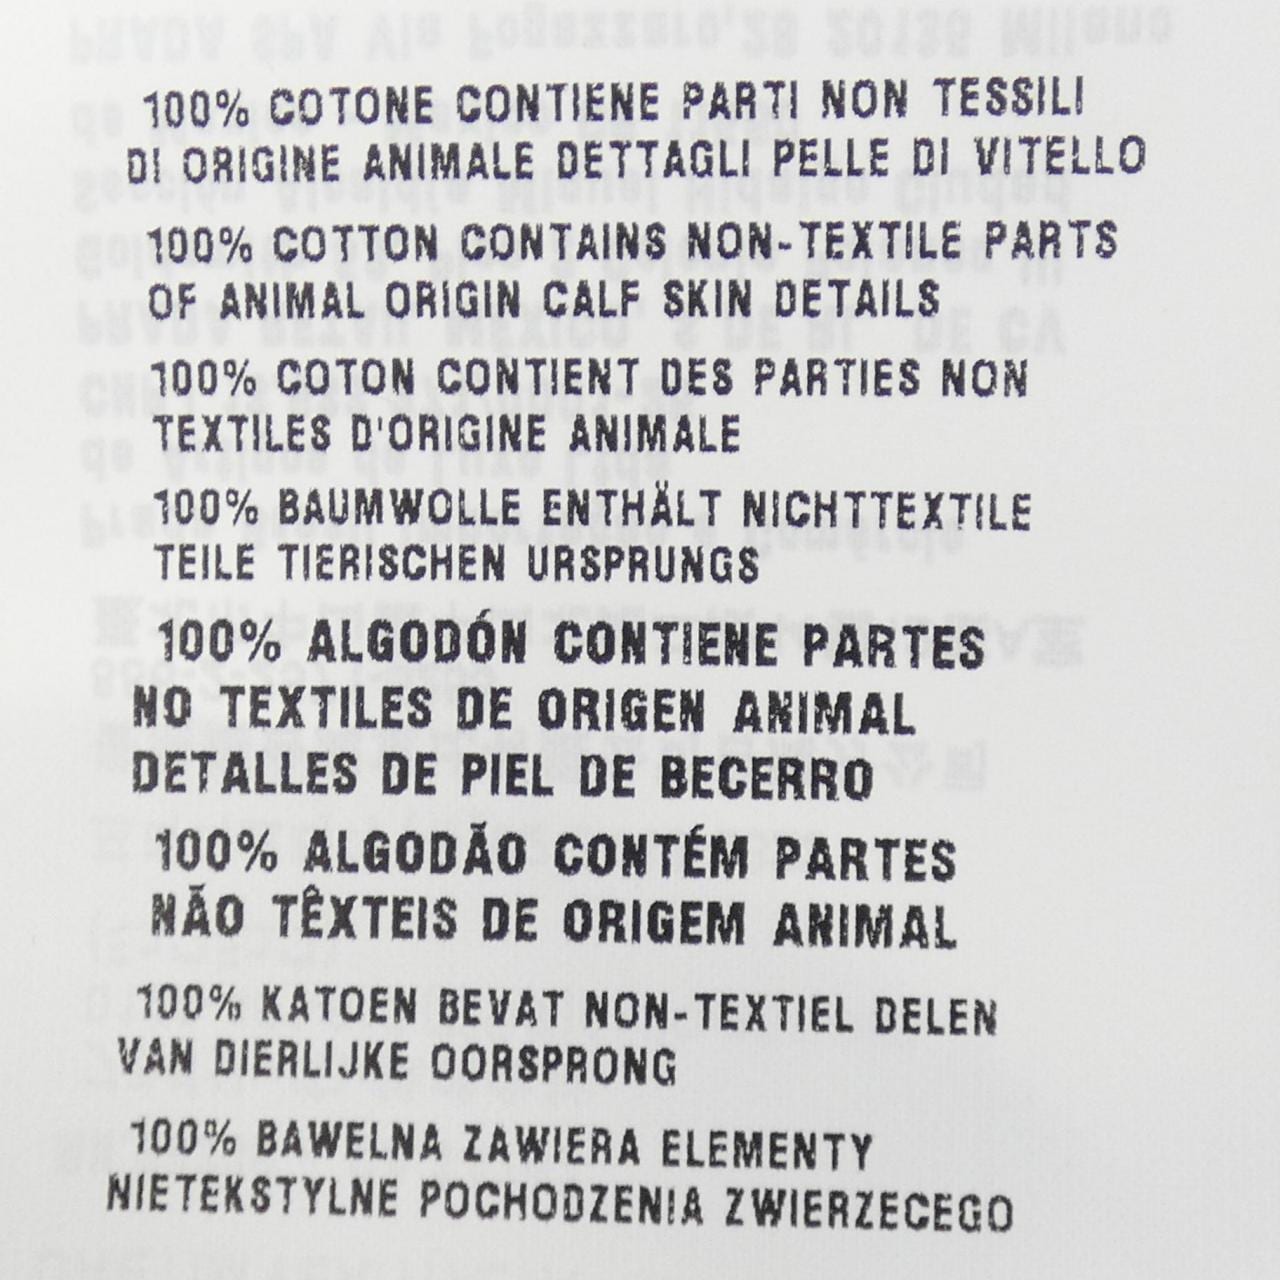 100% COTONE CONTIENE PARTI NON TESSILI
DI ORIGINE ANIMALE DETTAGLI PELLE DI VITELLO
100% COTTON CONTAINS NON-TEXTILE PARTS
OF ANIMAL ORIGIN CALF SKIN DETAILS
100% COTON CONTIENT DES PARTIES NON
TEXTILES D'ORIGINE ANIMALE
100% BAUMWOLLE ENTHÄLT NICHTTEXTILE
TEILE TIERISCHEN URSPRUNGS
100% ALGODÓN CONTIENE PARTES
NO TEXTILES DE ORIGEN ANIMAL
DETALLES DE PIEL DE BECERRO
100% ALGODÃO CONTÉM PARTES
NÃO TÊXTEIS DE ORIGEM ANIMAL
100% KATOEN BEVAT NON-TEXTIEL DELEN
VAN DIERLIJKE OORSPRONG
100% BAWELNA ZAWIERA ELEMENTY
NIETEKSTYLNE POCHODZENIA ZWIERZECEGO